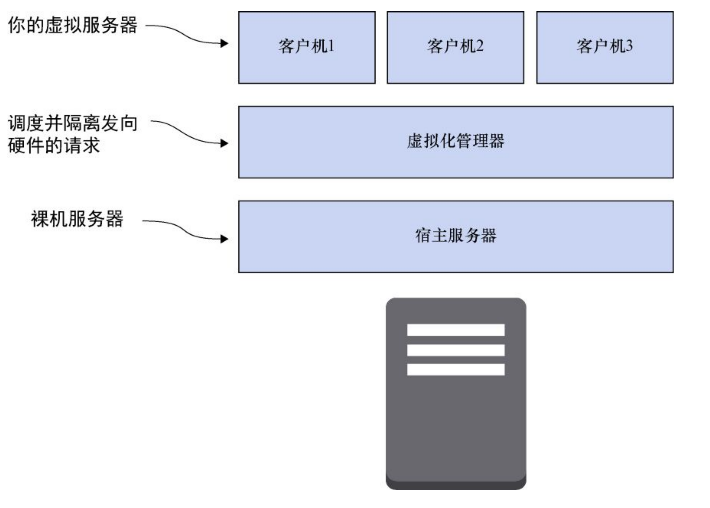 你的虚拟服务器
客户机1
客户机2
客户机3
调度并隔离发向
硬件的请求
虚拟化管理器
裸机服务器
宿主服务器